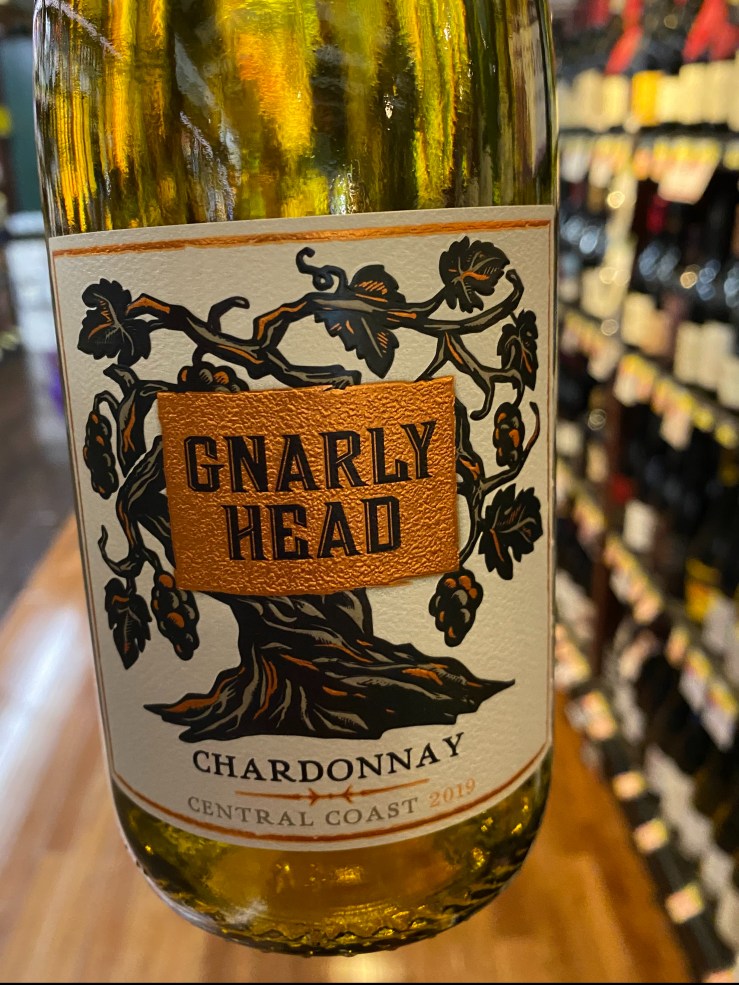 GNARLY
HEAD
CHARDONNAY
CENTRAL COAST 2019